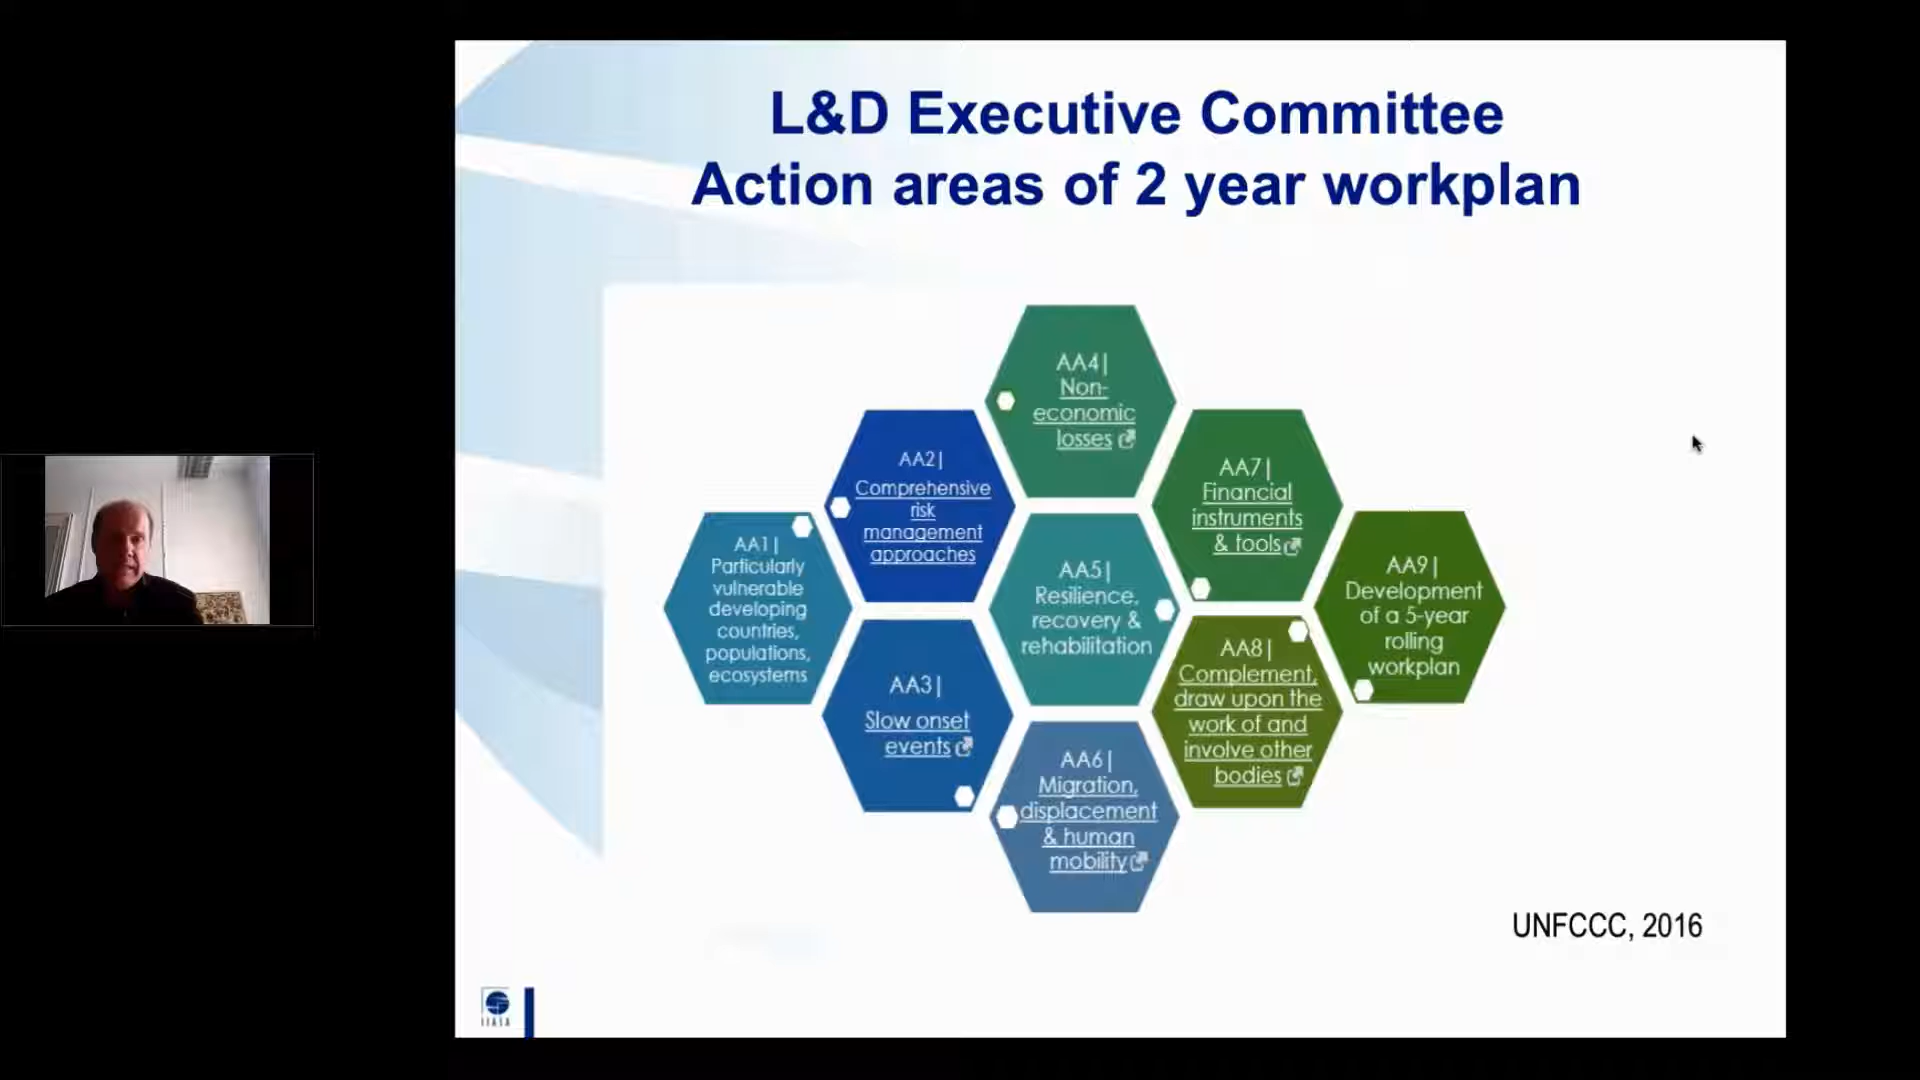 L&D Executive Committee
Action areas of 2 year workplan
AA1|
Particularly
vulnerable
developing
countries,
populations,
ecosystems
AA2|
Comprehensive
risk
management
approaches
AA3|
Slow onset
events
AA4|
Non-
economic
losses
AA5|
Resilience,
recovery &
rehabilitation
AA6|
Migration,
displacement
& human
mobility
AA7|
Financial
instruments
& tools
AA8|
Complement,
draw upon the
work of and
involve other
bodies
AA9|
Development
of a 5-year
rolling
workplan
UNFCCC, 2016
IIASA